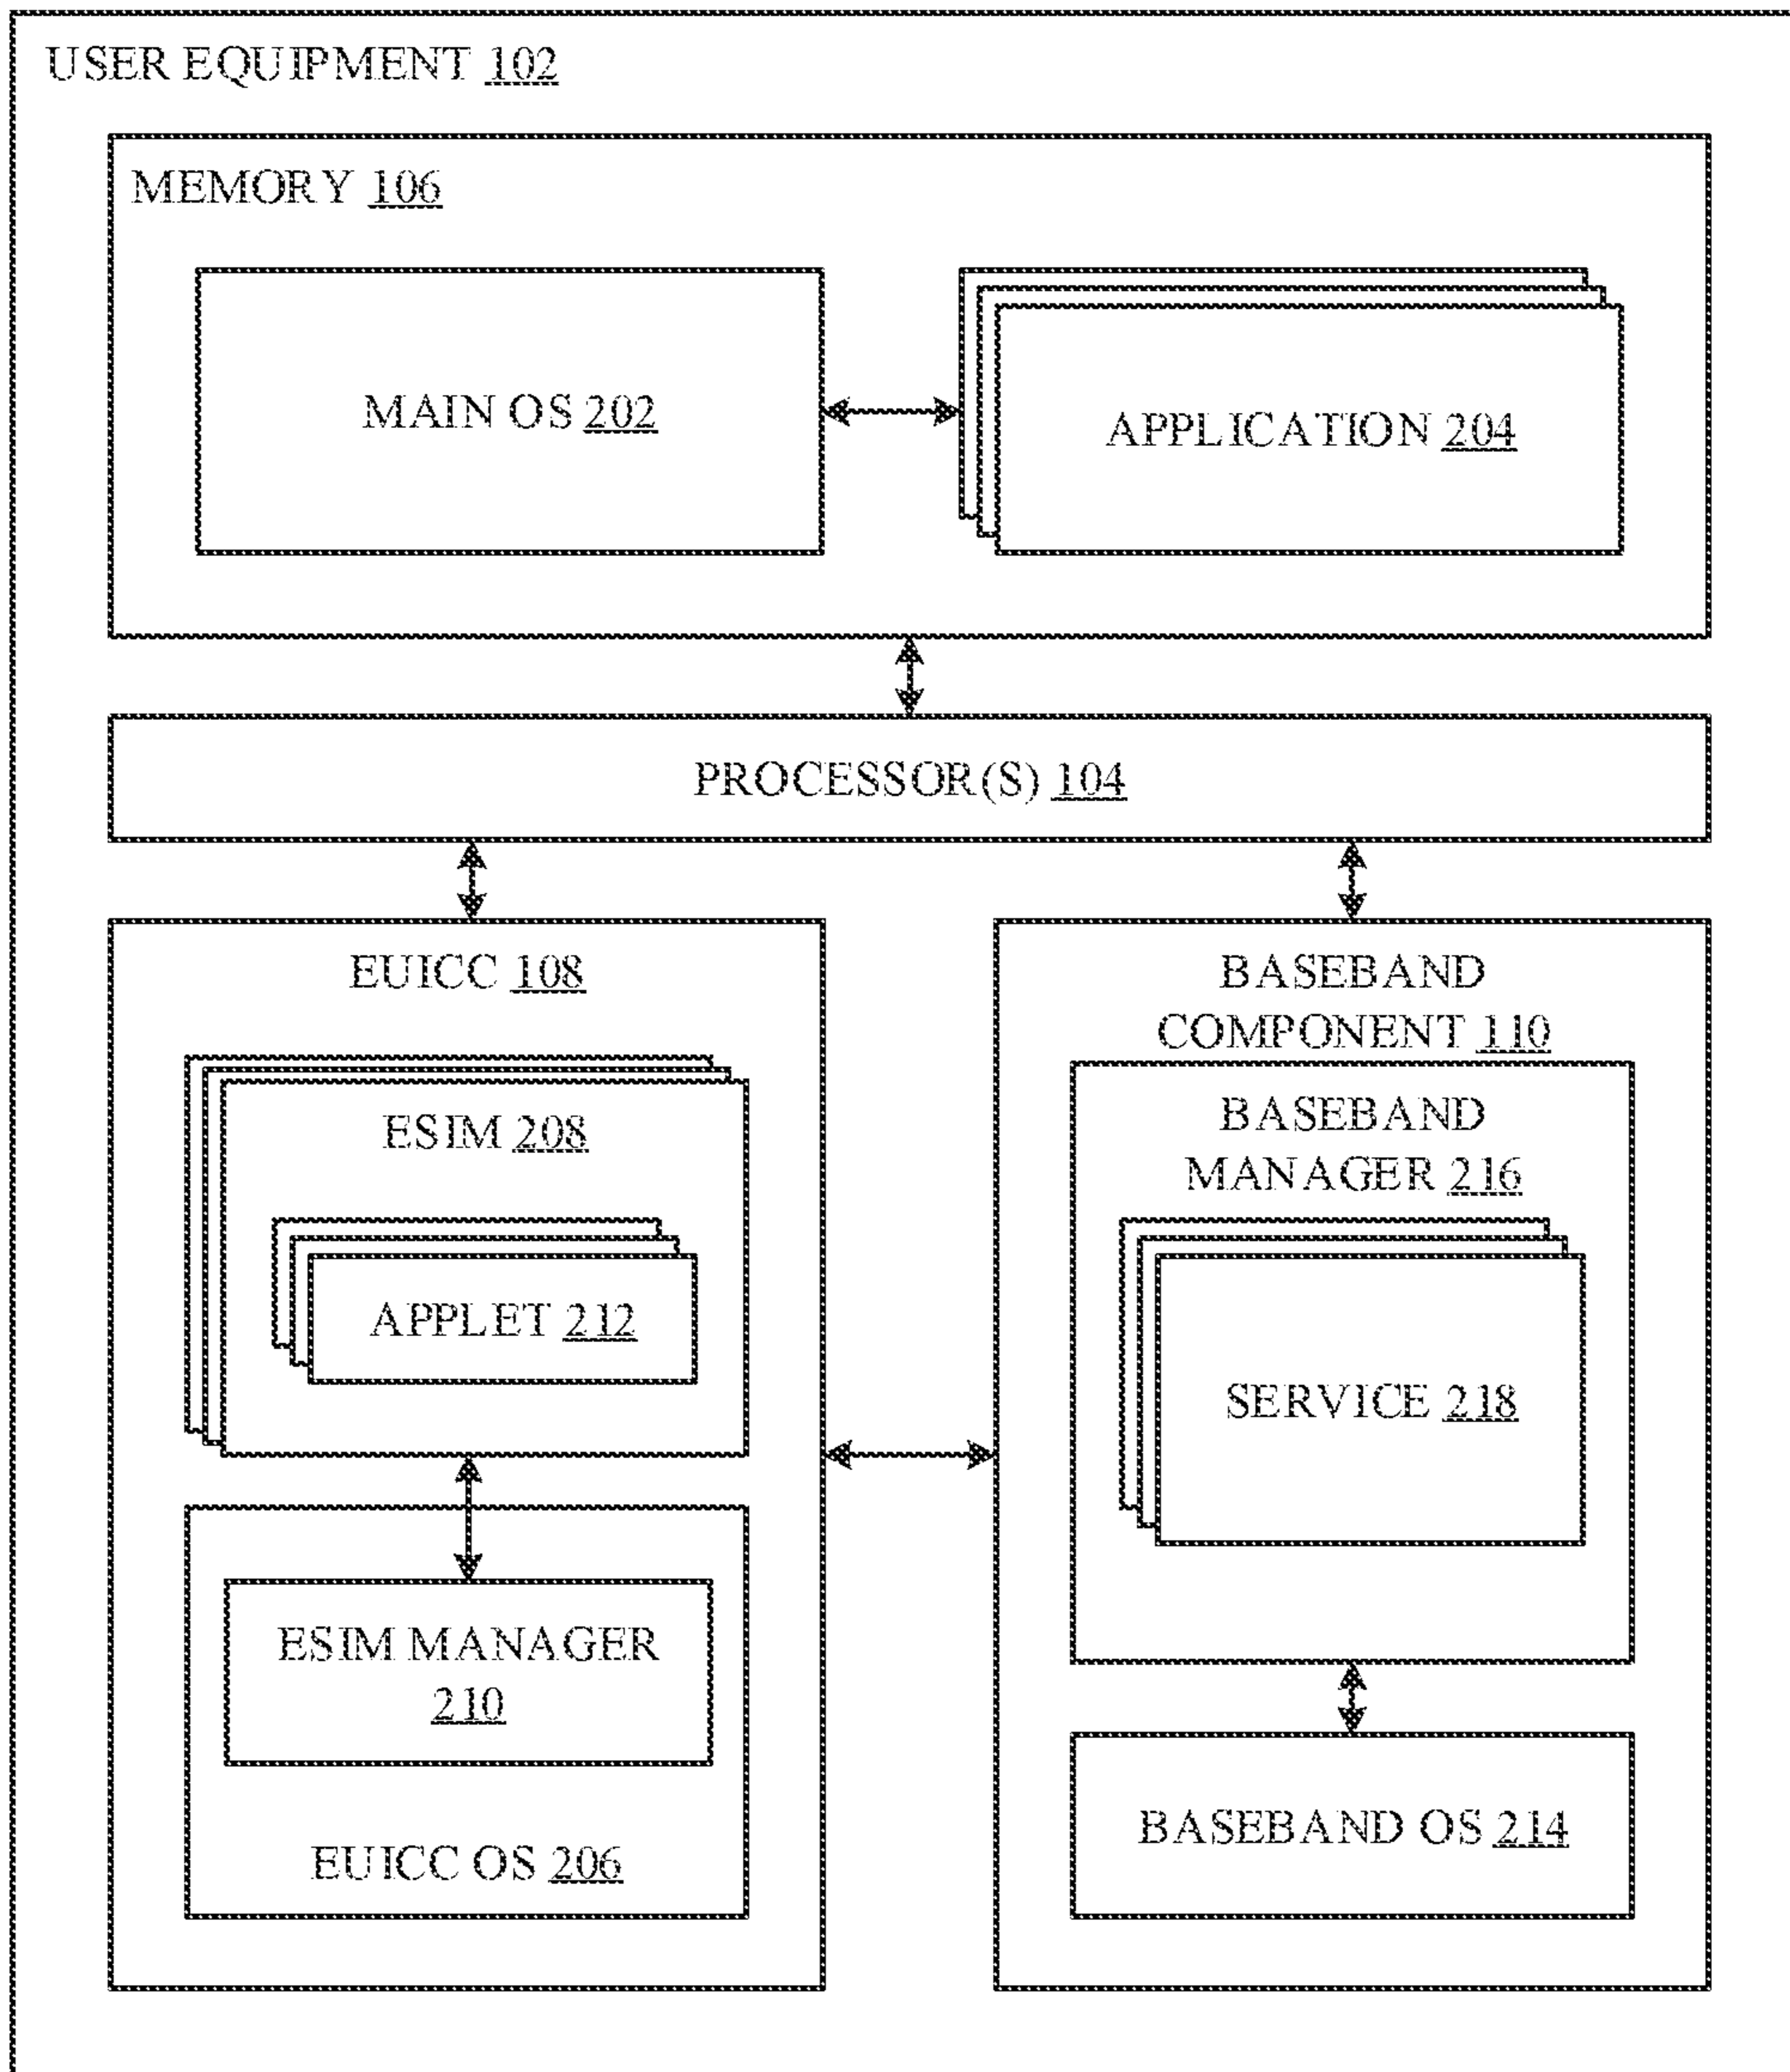 USER EQUIPMENT 102
MEMORY 106
MAIN OS 202
APPLICATION 204
PROCESSOR(S) 104
EUICC 108
ESIM 208
APPLET 212
ESIM MANAGER
210
EUICC OS 206
BASEBAND
COMPONENT 110
BASEBAND
MANAGER 216
SERVICE 218
BASEBAND OS 214